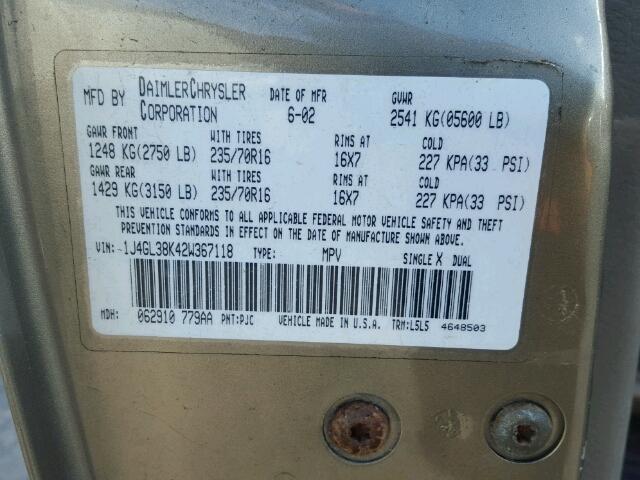 MFD BY DAIMLERCHRYSLER CORPORATION DATE OF MFR 6-02 GVWR 2541 KG(05600 LB)
GAWR FRONT WITH TIRES RIMS AT COLD
1248 KG(2750 LB) 235/70R16 16X7 227 KPA(33 PSI)
GAWR REAR WITH TIRES RIMS AT COLD
1429 KG(3150 LB) 235/70R16 16X7 227 KPA(33 PSI)
THIS VEHICLE CONFORMS TO ALL APPLICABLE FEDERAL MOTOR VEHICLE SAFETY AND THEFT
PREVENTION STANDARDS IN EFFECT ON THE DATE OF MANUFACTURE SHOWN ABOVE.
VIN: 1J4GL38K42W367118 TYPE: MPV SINGLE X DUAL
MDH: 062910 779AA PNT:PJC VEHICLE MADE IN U.S.A. TRM:L5L5 4648503